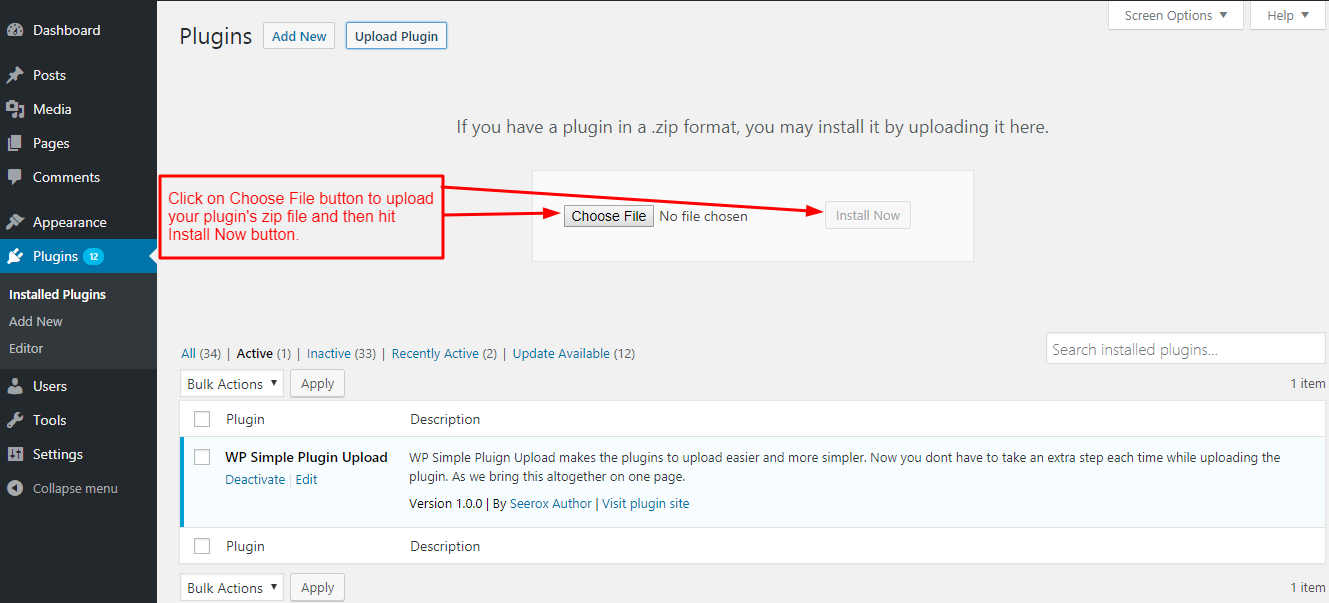 Dashboard
Posts
Media
Pages
Comments
Appearance
Plugins 12
Installed Plugins
Add New
Editor
Users
Tools
Settings
Collapse menu
Screen Options ▼ Help ▼
Plugins Add New Upload Plugin
If you have a plugin in a .zip format, you may install it by uploading it here.
Click on Choose File button to upload
your plugin's zip file and then hit
Install Now button.
Choose File No file chosen Install Now
All (34) | Active (1) | Inactive (33) | Recently Active (2) | Update Available (12)
Search installed plugins...
Bulk Actions ▼ Apply 1 item
Plugin Description
WP Simple Plugin Upload WP Simple Pluign Upload makes the plugins to upload easier and more simpler. Now you dont have to take an extra step each time while uploading the
Deactivate | Edit plugin. As we bring this altogether on one page.
Version 1.0.0 | By Seerox Author | Visit plugin site
Plugin Description
Bulk Actions ▼ Apply 1 item